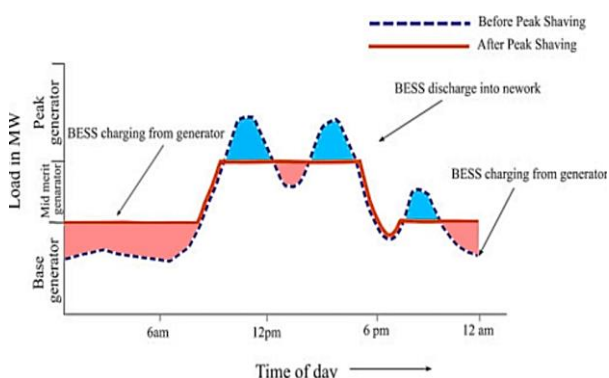 Before Peak Shaving
After Peak Shaving
BESS discharge into nework
BESS charging from generator
BESS charging from generator
Load in MW
Peak
generator
Mid merit
genarator
Base
generator
6am
12pm
6 pm
12 am
Time of day